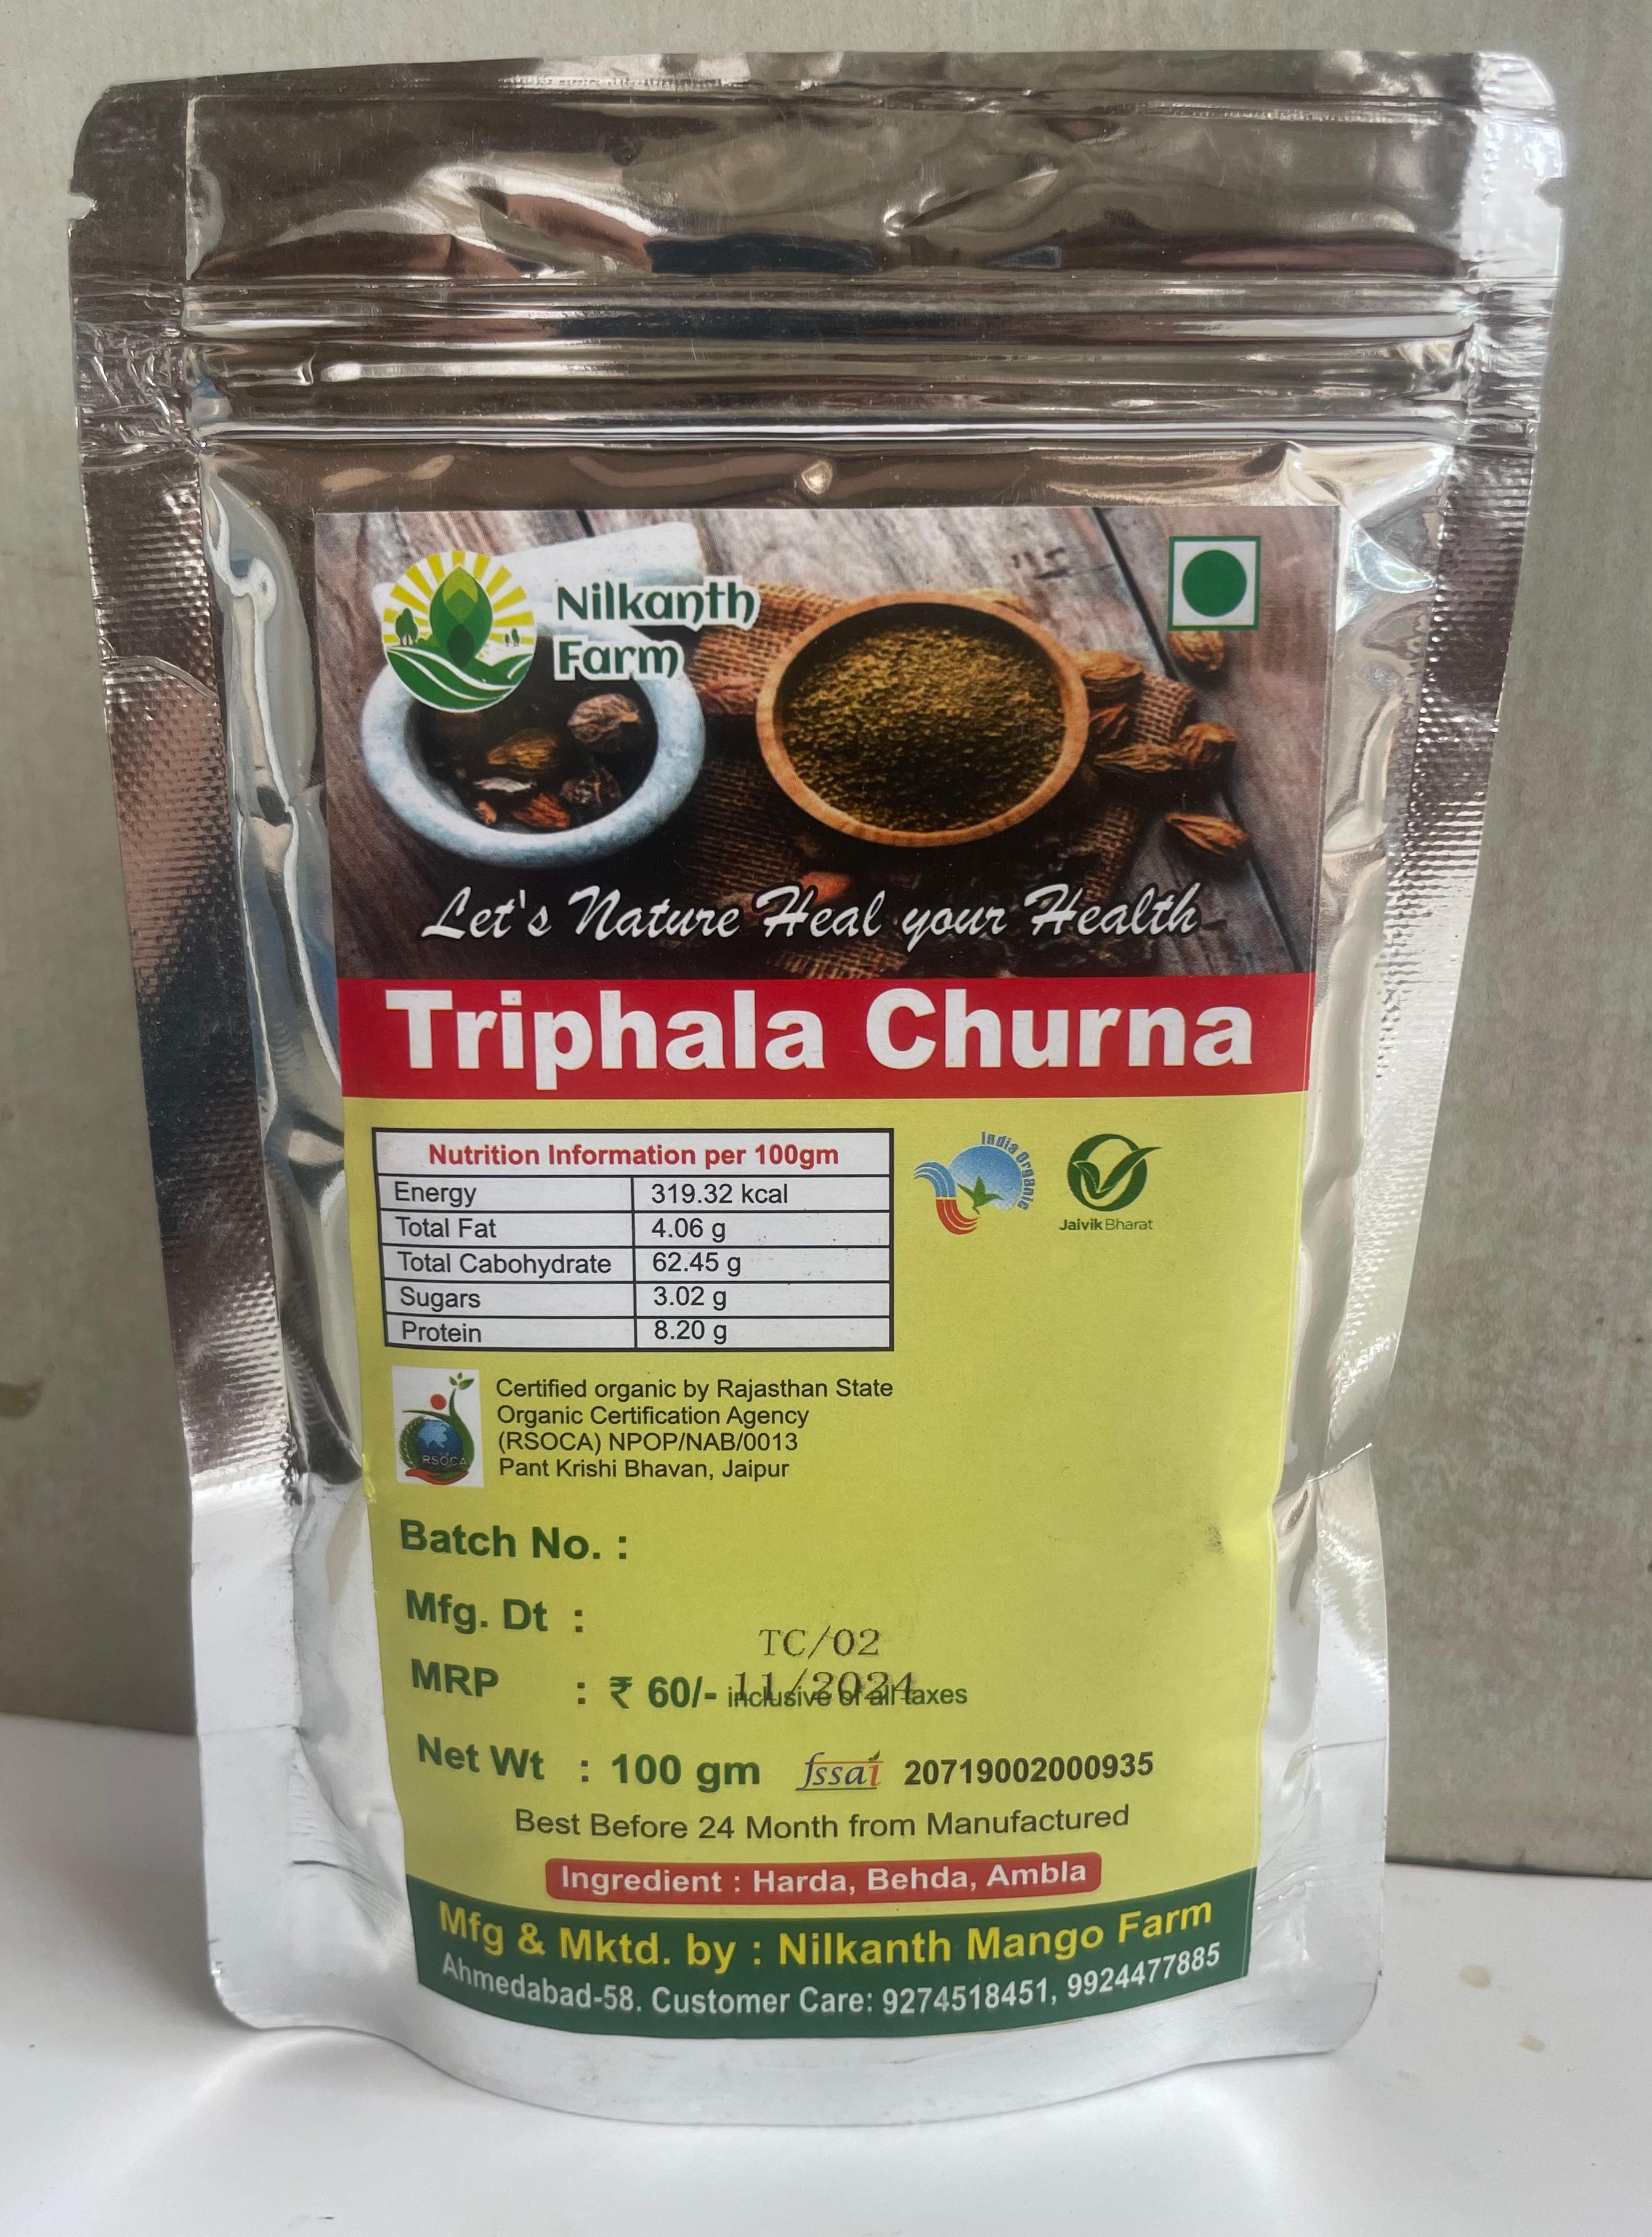 Nilkanth
Farm
Let's Nature Heal your Health
Triphala Churna
Nutrition Information per 100gm
Energy 319.32 kcal
Total Fat 4.06 g
Total Cabohydrate 62.45 g
Sugars 3.02 g
Protein 8.20 g
India Organic
Jaivik Bharat
RSOCA
Certified organic by Rajasthan State
Organic Certification Agency
(RSOCA) NPOP/NAB/0013
Pant Krishi Bhavan, Jaipur
Batch No. :
Mfg. Dt :
TC/02
11/2024
MRP : ₹ 60/- inclusive of all taxes
Net Wt : 100 gm fssai 20719002000935
Best Before 24 Month from Manufactured
Ingredient : Harda, Behda, Ambla
Mfg & Mktd. by : Nilkanth Mango Farm
Ahmedabad-58. Customer Care: 9274518451, 9924477885